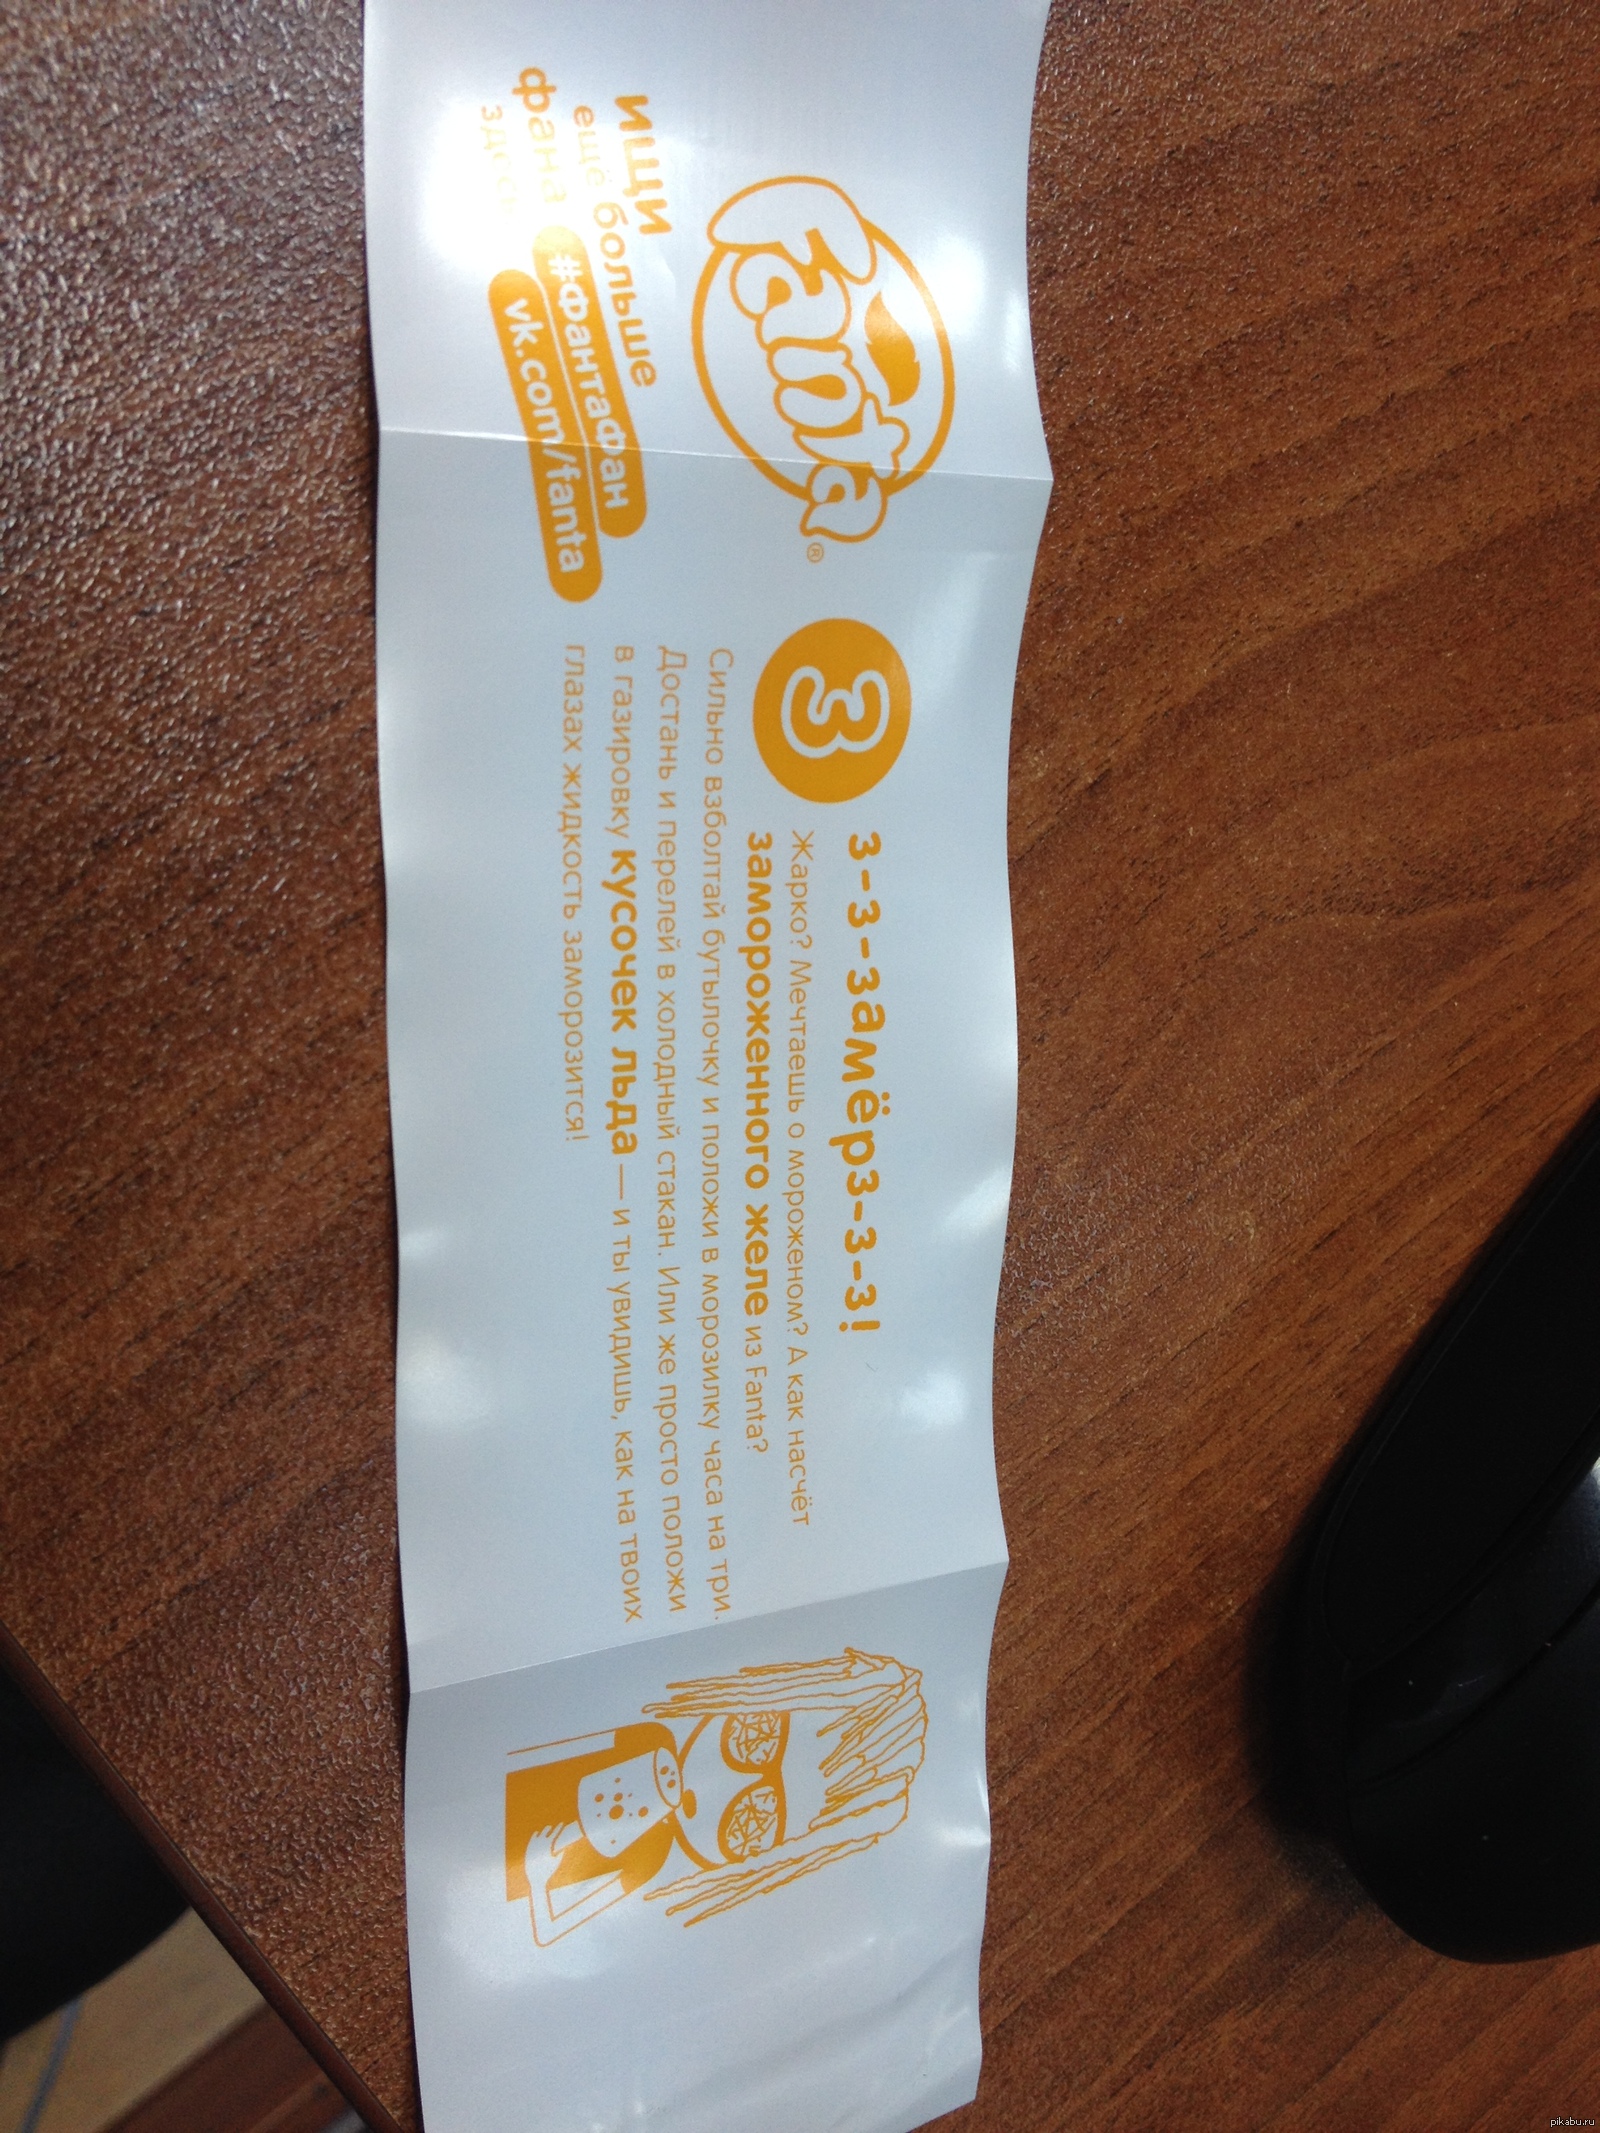 Fanta®
ищи
ещё больше
фана #фантафан
здесь vk.com/fanta
3
з-з-замёрз-з-з!
Жарко? Мечтаешь о мороженом? А как насчёт
замороженного желе из Fanta?
Сильно взболтай бутылочку и положи в морозилку часа на три.
Достань и перелей в холодный стакан. Или же просто положи
в газировку кусочек льда — и ты увидишь, как на твоих
глазах жидкость заморозится!
pikabu.ru